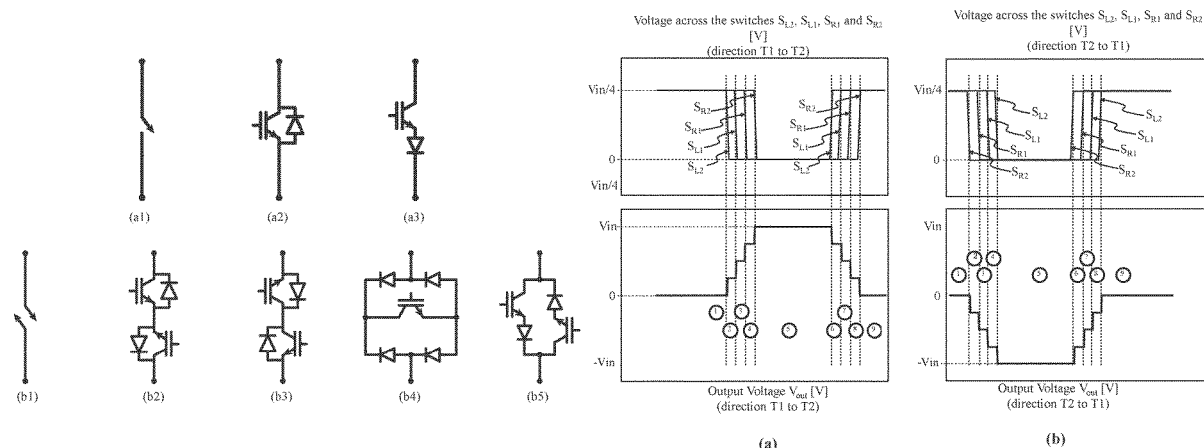 (a1)
(a2)
(a3)
(b1)
(b2)
(b3)
(b4)
(b5)
Voltage across the switches S_L2, S_L1, S_R1 and S_R2
[V]
(direction T1 to T2)
Vin/4
0
Vin/4
S_R2
S_R1
S_L1
S_L2
S_R2
S_R1
S_L1
S_L2
Vin
0
-Vin
1
2
3
4
5
6
7
8
9
Output Voltage V_out [V]
(direction T1 to T2)
(a)
Voltage across the switches S_L2, S_L1, S_R1 and S_R2
[V]
(direction T2 to T1)
Vin/4
0
Vin/4
S_L2
S_L1
S_R1
S_R2
S_L2
S_L1
S_R1
S_R2
Vin
0
-Vin
1
2
3
4
5
6
7
8
9
Output Voltage V_out [V]
(direction T2 to T1)
(b)